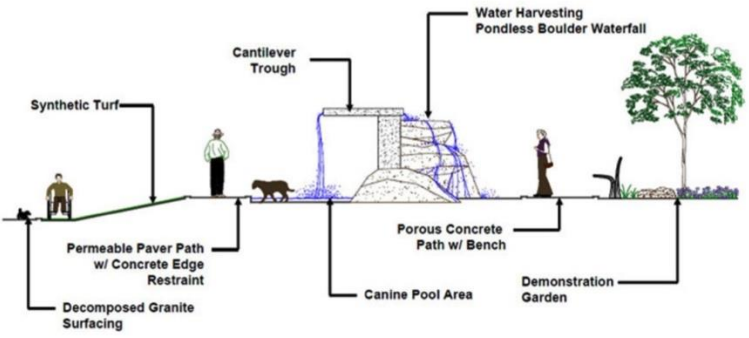 Water Harvesting
Pondless Boulder Waterfall
Cantilever
Trough
Synthetic Turf
Permeable Paver Path
w/ Concrete Edge
Restraint
Porous Concrete
Path w/ Bench
Decomposed Granite
Surfacing
Canine Pool Area
Demonstration
Garden